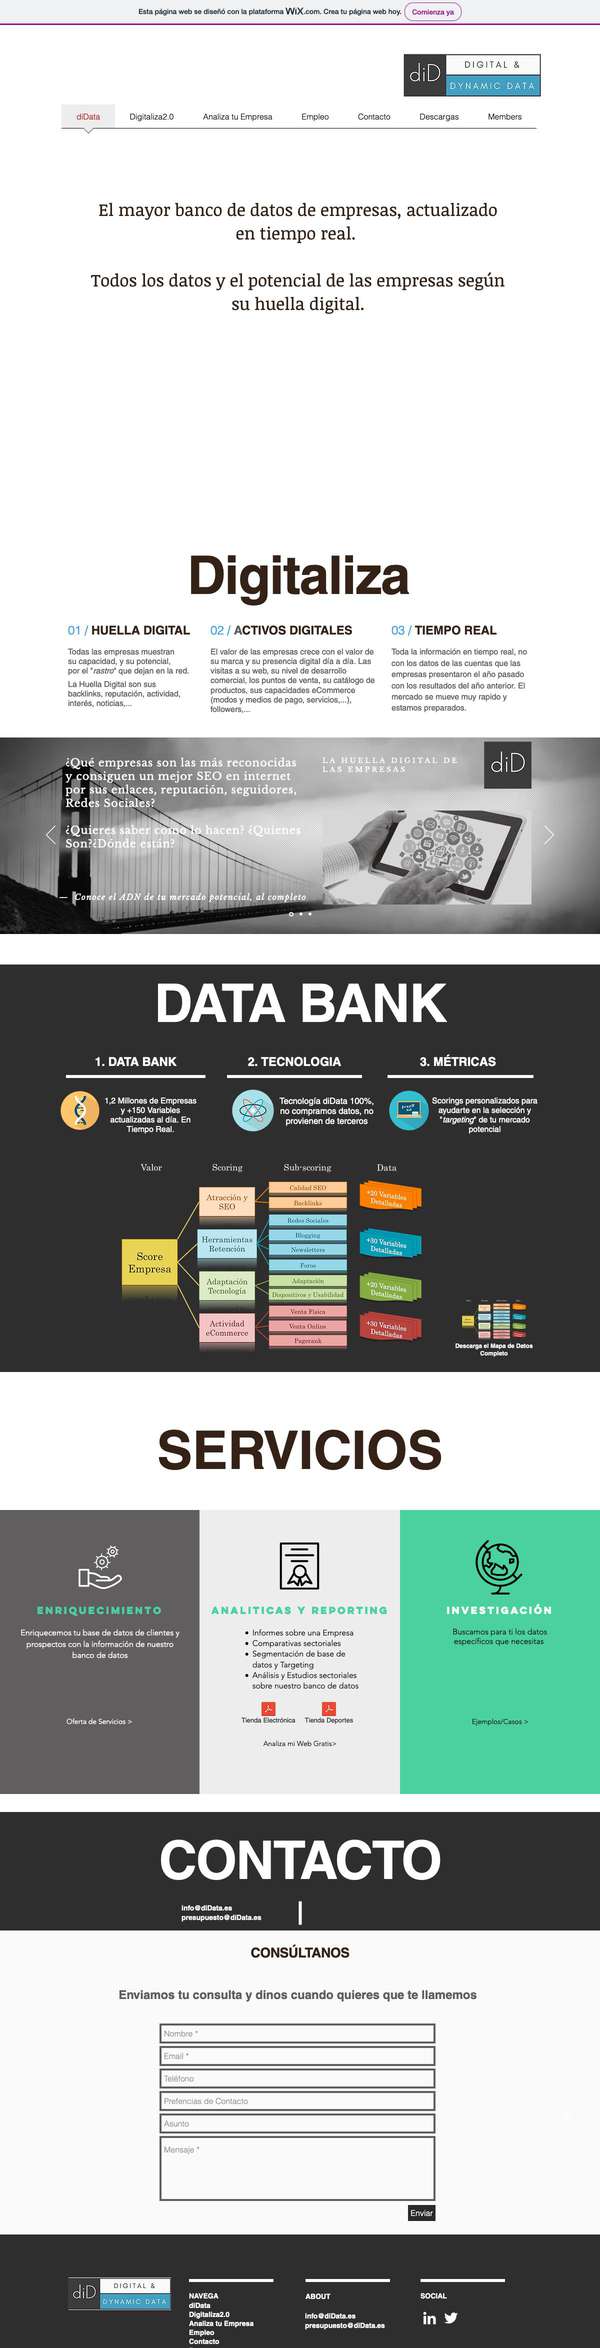 Esta página web se diseñó con la plataforma WiX.com. Crea tu página web hoy. Comienza ya
diD
DIGITAL &
DYNAMIC DATA
diData Digitaliza2.0 Analiza tu Empresa Empleo Contacto Descargas Members
El mayor banco de datos de empresas, actualizado
en tiempo real.
Todos los datos y el potencial de las empresas según
su huella digital.
Digitaliza
01 / HUELLA DIGITAL
Todas las empresas muestran
su capacidad, y su potencial,
por el "rastro" que dejan en la red.
La Huella Digital son sus
backlinks, reputación, actividad,
interés, noticias,...
02 / ACTIVOS DIGITALES
El valor de las empresas crece con el valor de
su marca y su presencia digital día a día. Las
visitas a su web, su nivel de desarrollo
comercial, los puntos de venta, su catálogo de
productos, sus capacidades eCommerce
(modos y medios de pago, servicios,...),
followers,...
03 / TIEMPO REAL
Toda la información en tiempo real, no
con los datos de las cuentas que las
empresas presentaron el año pasado
con los resultados del año anterior. El
mercado se mueve muy rapido y
estamos preparados.
¿Qué empresas son las más reconocidas
y consiguen un mejor SEO en internet
por sus enlaces, reputación, seguidores,
Redes Sociales?
¿Quieres saber como lo hacen? ¿Quienes
Son?¿Dónde están?
— Conoce el ADN de tu mercado potencial, al completo
LA HUELLA DIGITAL DE
LAS EMPRESAS
diD
DATA BANK
1. DATA BANK
1,2 Millones de Empresas
y +150 Variables
actualizadas al día. En
Tiempo Real.
2. TECNOLOGIA
Tecnología diData 100%,
no compramos datos, no
provienen de terceros
3. MÉTRICAS
Scorings personalizados para
ayudarte en la selección y
"targeting" de tu mercado
potencial
Valor Scoring Sub-scoring Data
Score
Empresa
Atracción y
SEO
Herramientas
Retención
Adaptación
Tecnología
Actividad
eCommerce
Calidad SEO
Backlinks
Redes Sociales
Blogging
Newsletters
Foros
Adaptación
Dispositivos y Usabilidad
Venta Física
Venta Online
Pagerank
+20 Variables
Detalladas
+30 Variables
Detalladas
+20 Variables
Detalladas
+30 Variables
Detalladas
Descarga el Mapa de Datos
Completo
SERVICIOS
ENRIQUECIMIENTO
Enriquecemos tu base de datos de clientes y
prospectos con la información de nuestro
banco de datos
Oferta de Servicios >
ANALITICAS Y REPORTING
• Informes sobre una Empresa
• Comparativas sectoriales
• Segmentación de base de
datos y Targeting
• Análisis y Estudios sectoriales
sobre nuestro banco de datos
Tienda Electrónica Tienda Deportes
Analiza mi Web Gratis>
INVESTIGACIÓN
Buscamos para ti los datos
específicos que necesitas
Ejemplos/Casos >
CONTACTO
info@diData.es
presupuesto@diData.es
CONSÚLTANOS
Enviamos tu consulta y dinos cuando quieres que te llamemos
Nombre *
Email *
Teléfono
Prefencias de Contacto
Asunto
Mensaje *
Enviar
diD
DIGITAL &
DYNAMIC DATA
NAVEGA
diData
Digitaliza2.0
Analiza tu Empresa
Empleo
Contacto
ABOUT
info@diData.es
presupuesto@diData.es
SOCIAL